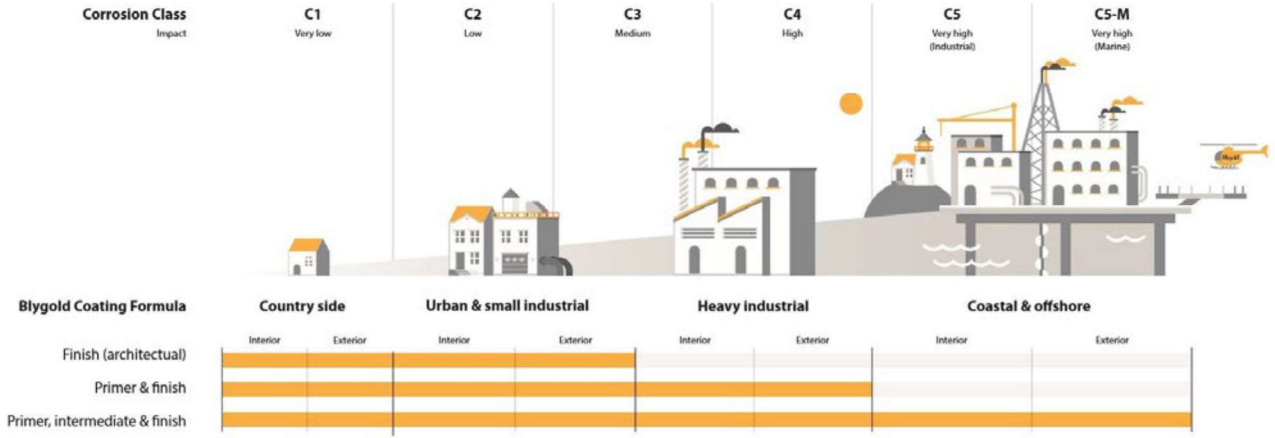 Corrosion Class C1 C2 C3 C4 C5 C5-M
Impact Very low Low Medium High Very high Very high
(Industrial) (Marine)
Blygold Coating Formula Country side Urban & small industrial Heavy industrial Coastal & offshore
Interior Exterior Interior Exterior Interior Exterior Interior Exterior
Finish (architectual)
Primer & finish
Primer, intermediate & finish